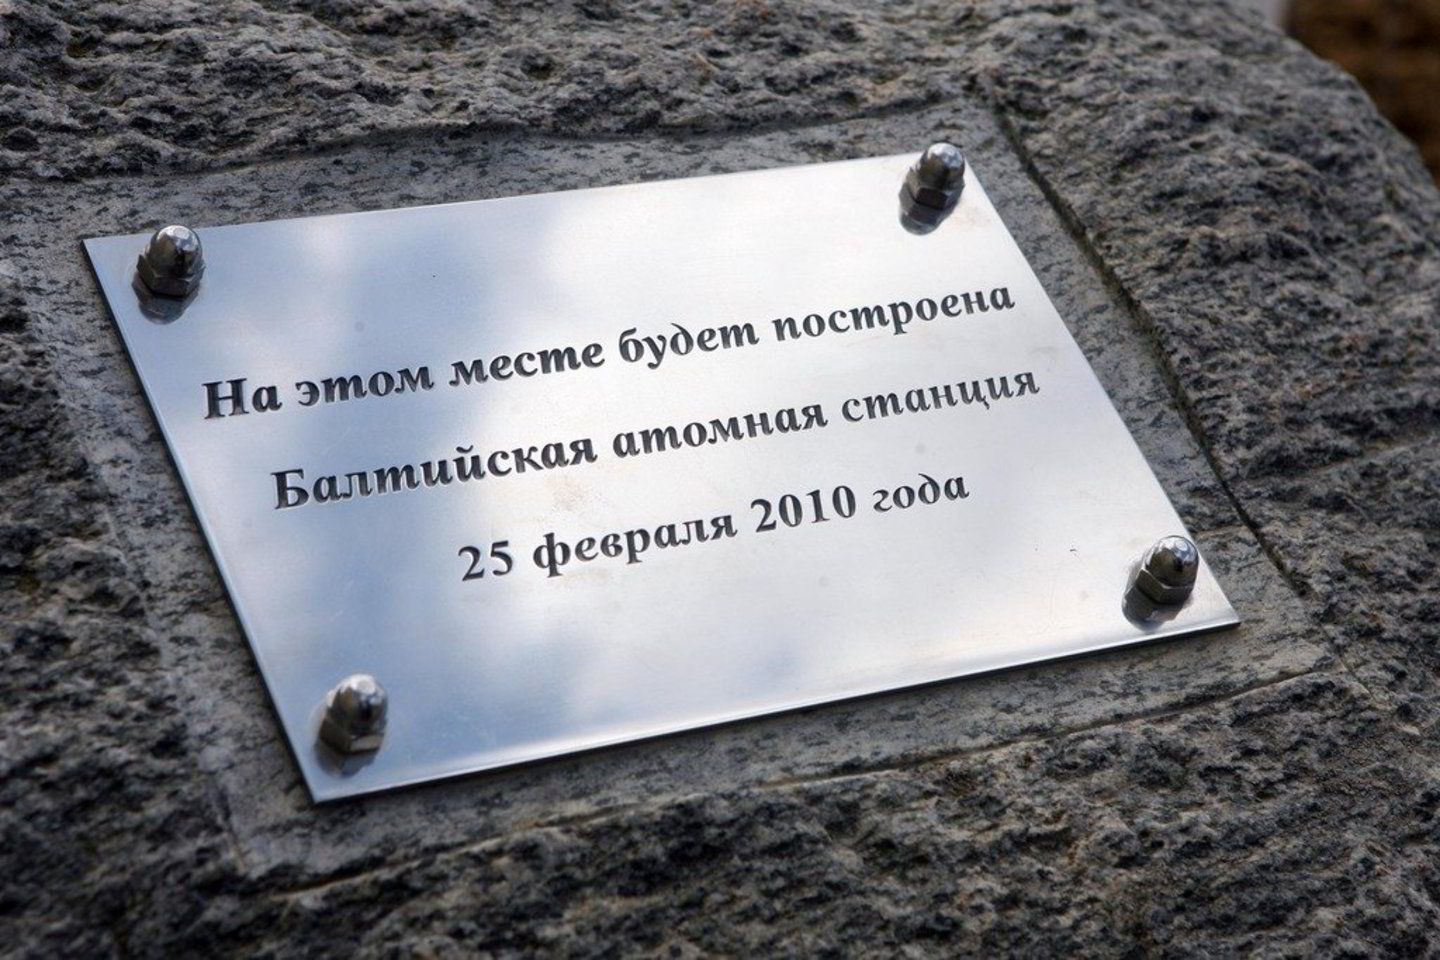 На этом месте будет построена
Балтийская атомная станция
25 февраля 2010 года